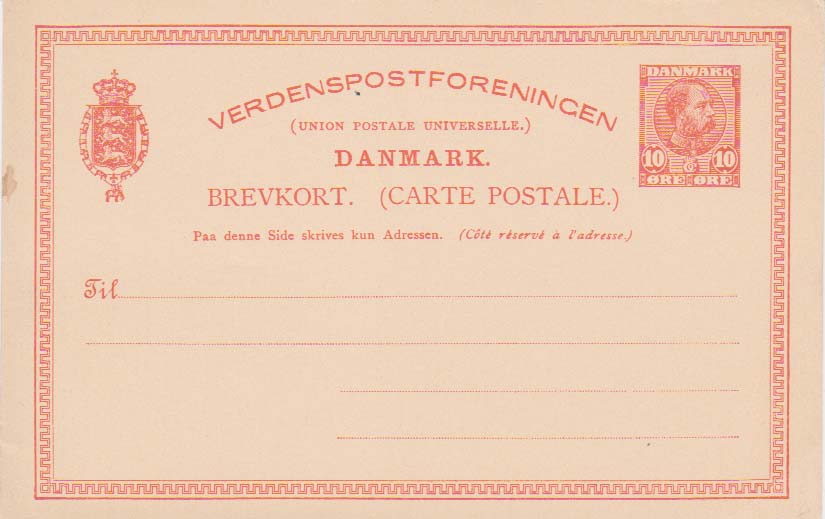 VERDENSPOSTFORENINGEN
(UNION POSTALE UNIVERSELLE.)
DANMARK.
BREVKORT. (CARTE POSTALE.)
Paa denne Side skrives kun Adressen. (Côté réservé à l'adresse.)
DANMARK
10 10
ØRE ØRE
Til